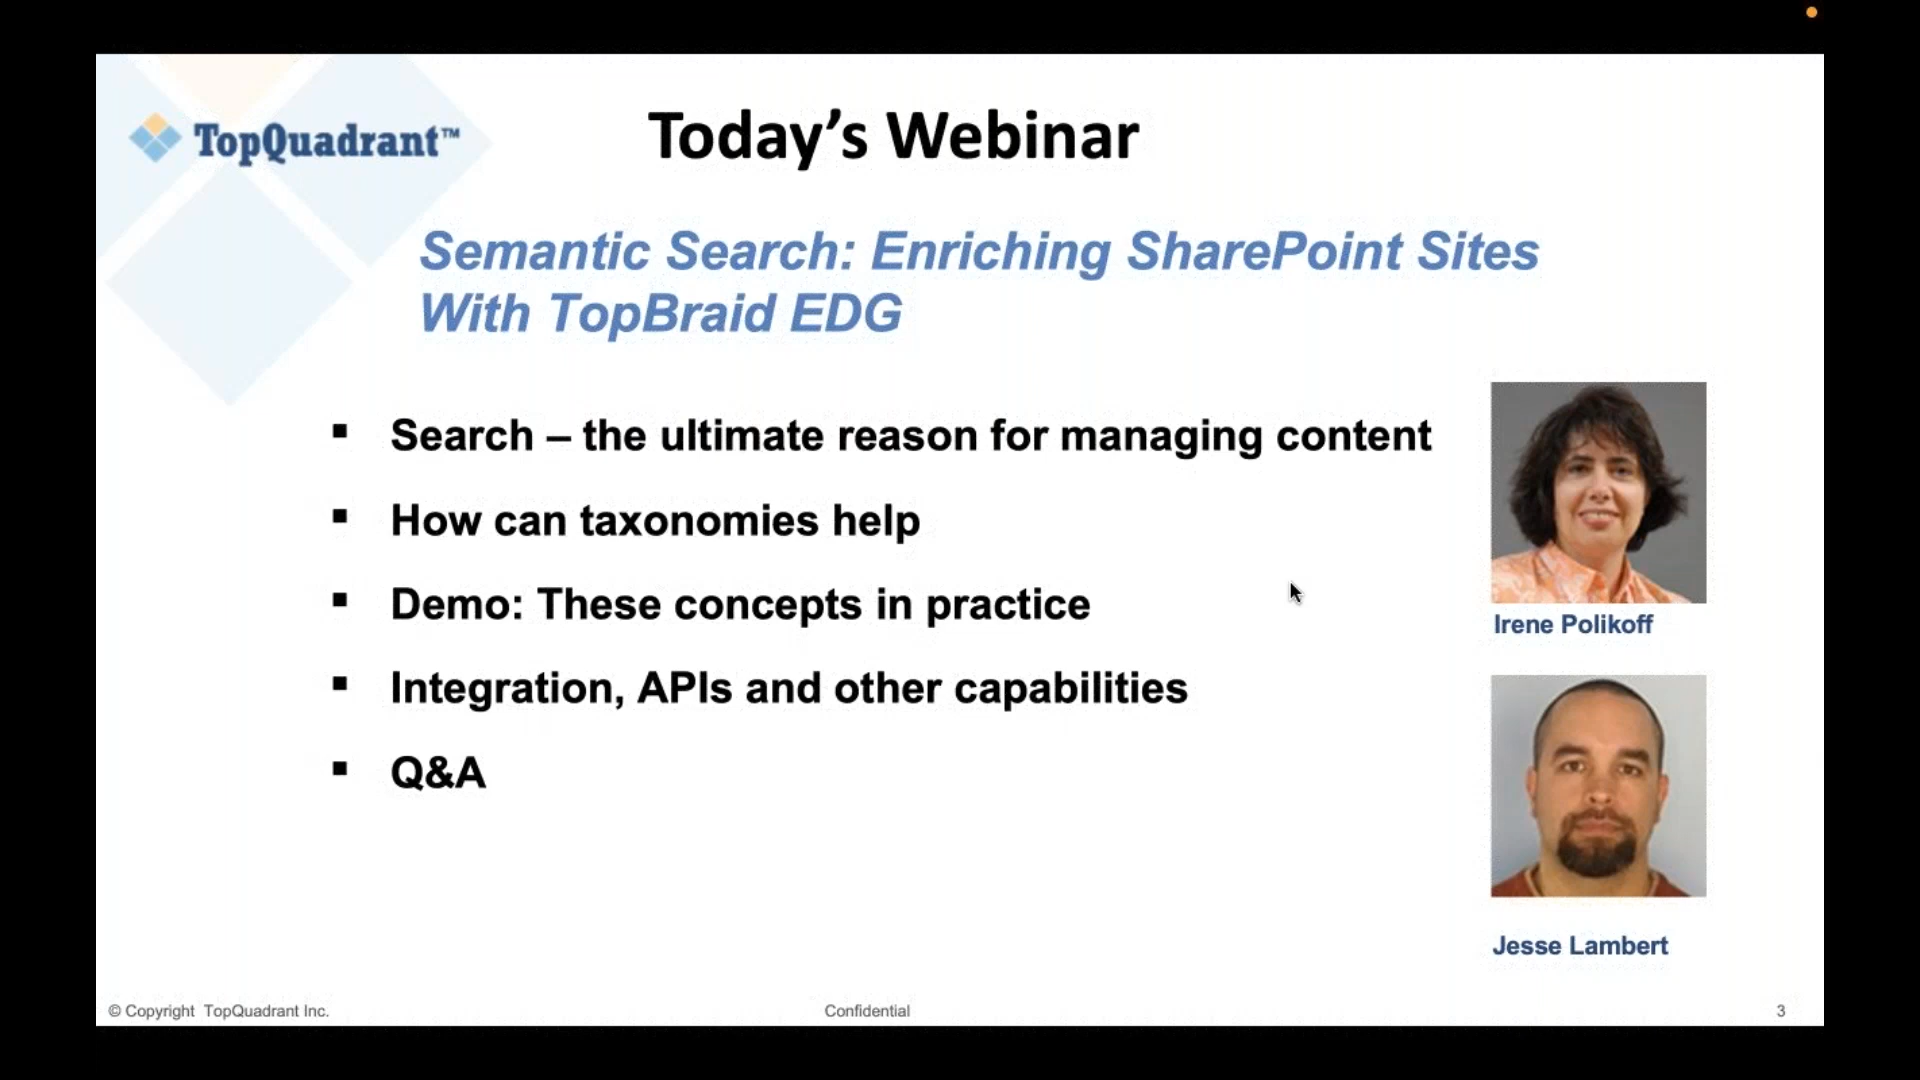 TopQuadrant™
Today’s Webinar
Semantic Search: Enriching SharePoint Sites
With TopBraid EDG
▪ Search – the ultimate reason for managing content
▪ How can taxonomies help
▪ Demo: These concepts in practice
▪ Integration, APIs and other capabilities
▪ Q&A
Irene Polikoff
Jesse Lambert
© Copyright TopQuadrant Inc.
Confidential
3